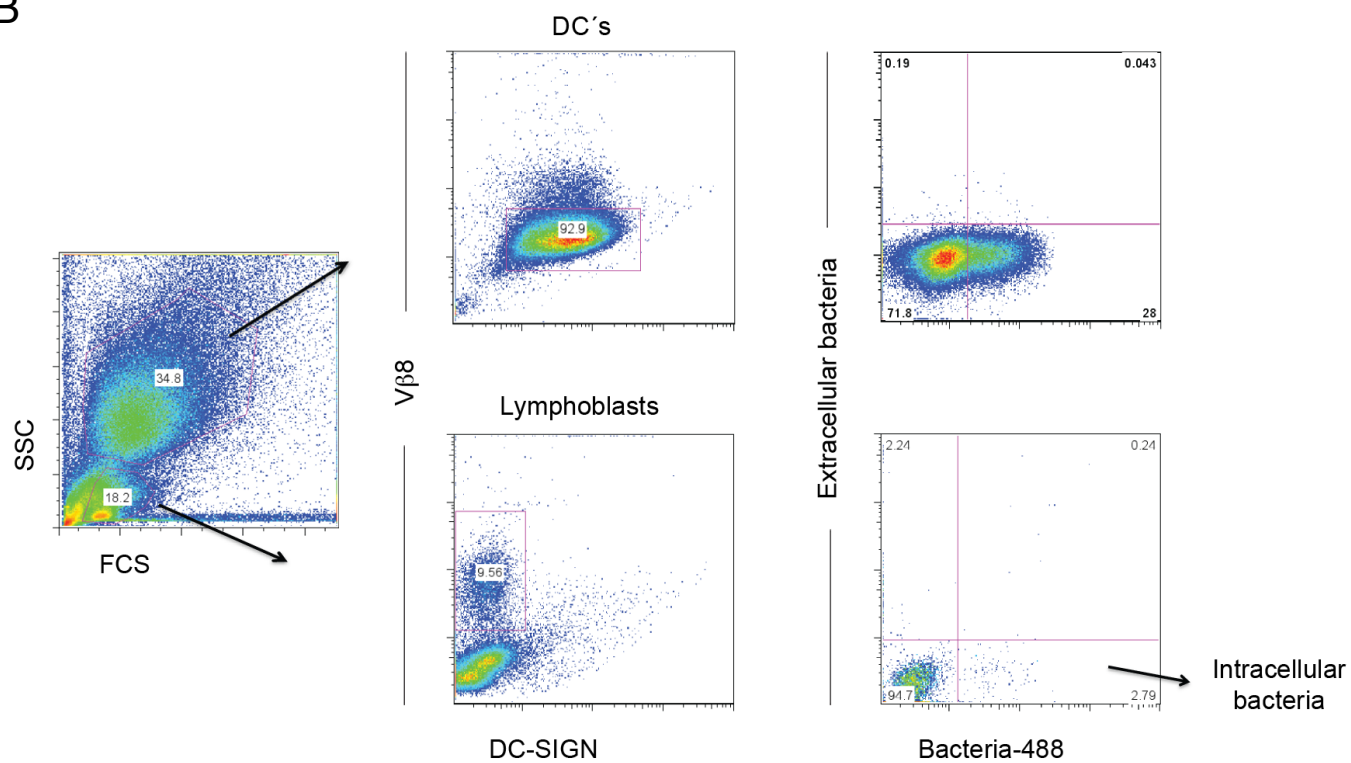 B
DC´s
0.19
0.043
92.9
71.8
28
34.8
18.2
SSC
FCS
Vβ8
Extracellular bacteria
Lymphoblasts
2.24
0.24
9.56
94.7
2.79
Intracellular
bacteria
DC-SIGN
Bacteria-488